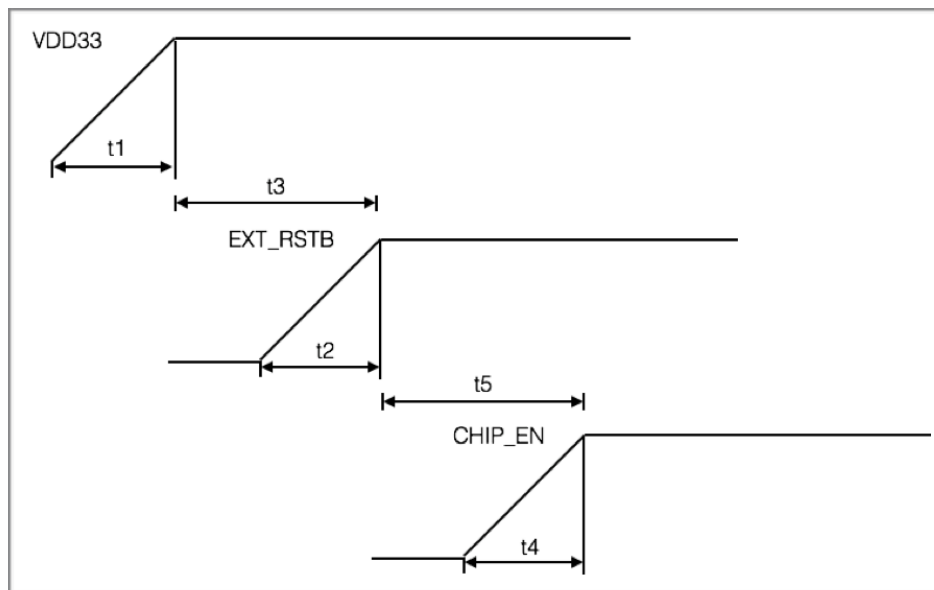 VDD33
t1
t3
EXT_RSTB
t2
t5
CHIP_EN
t4